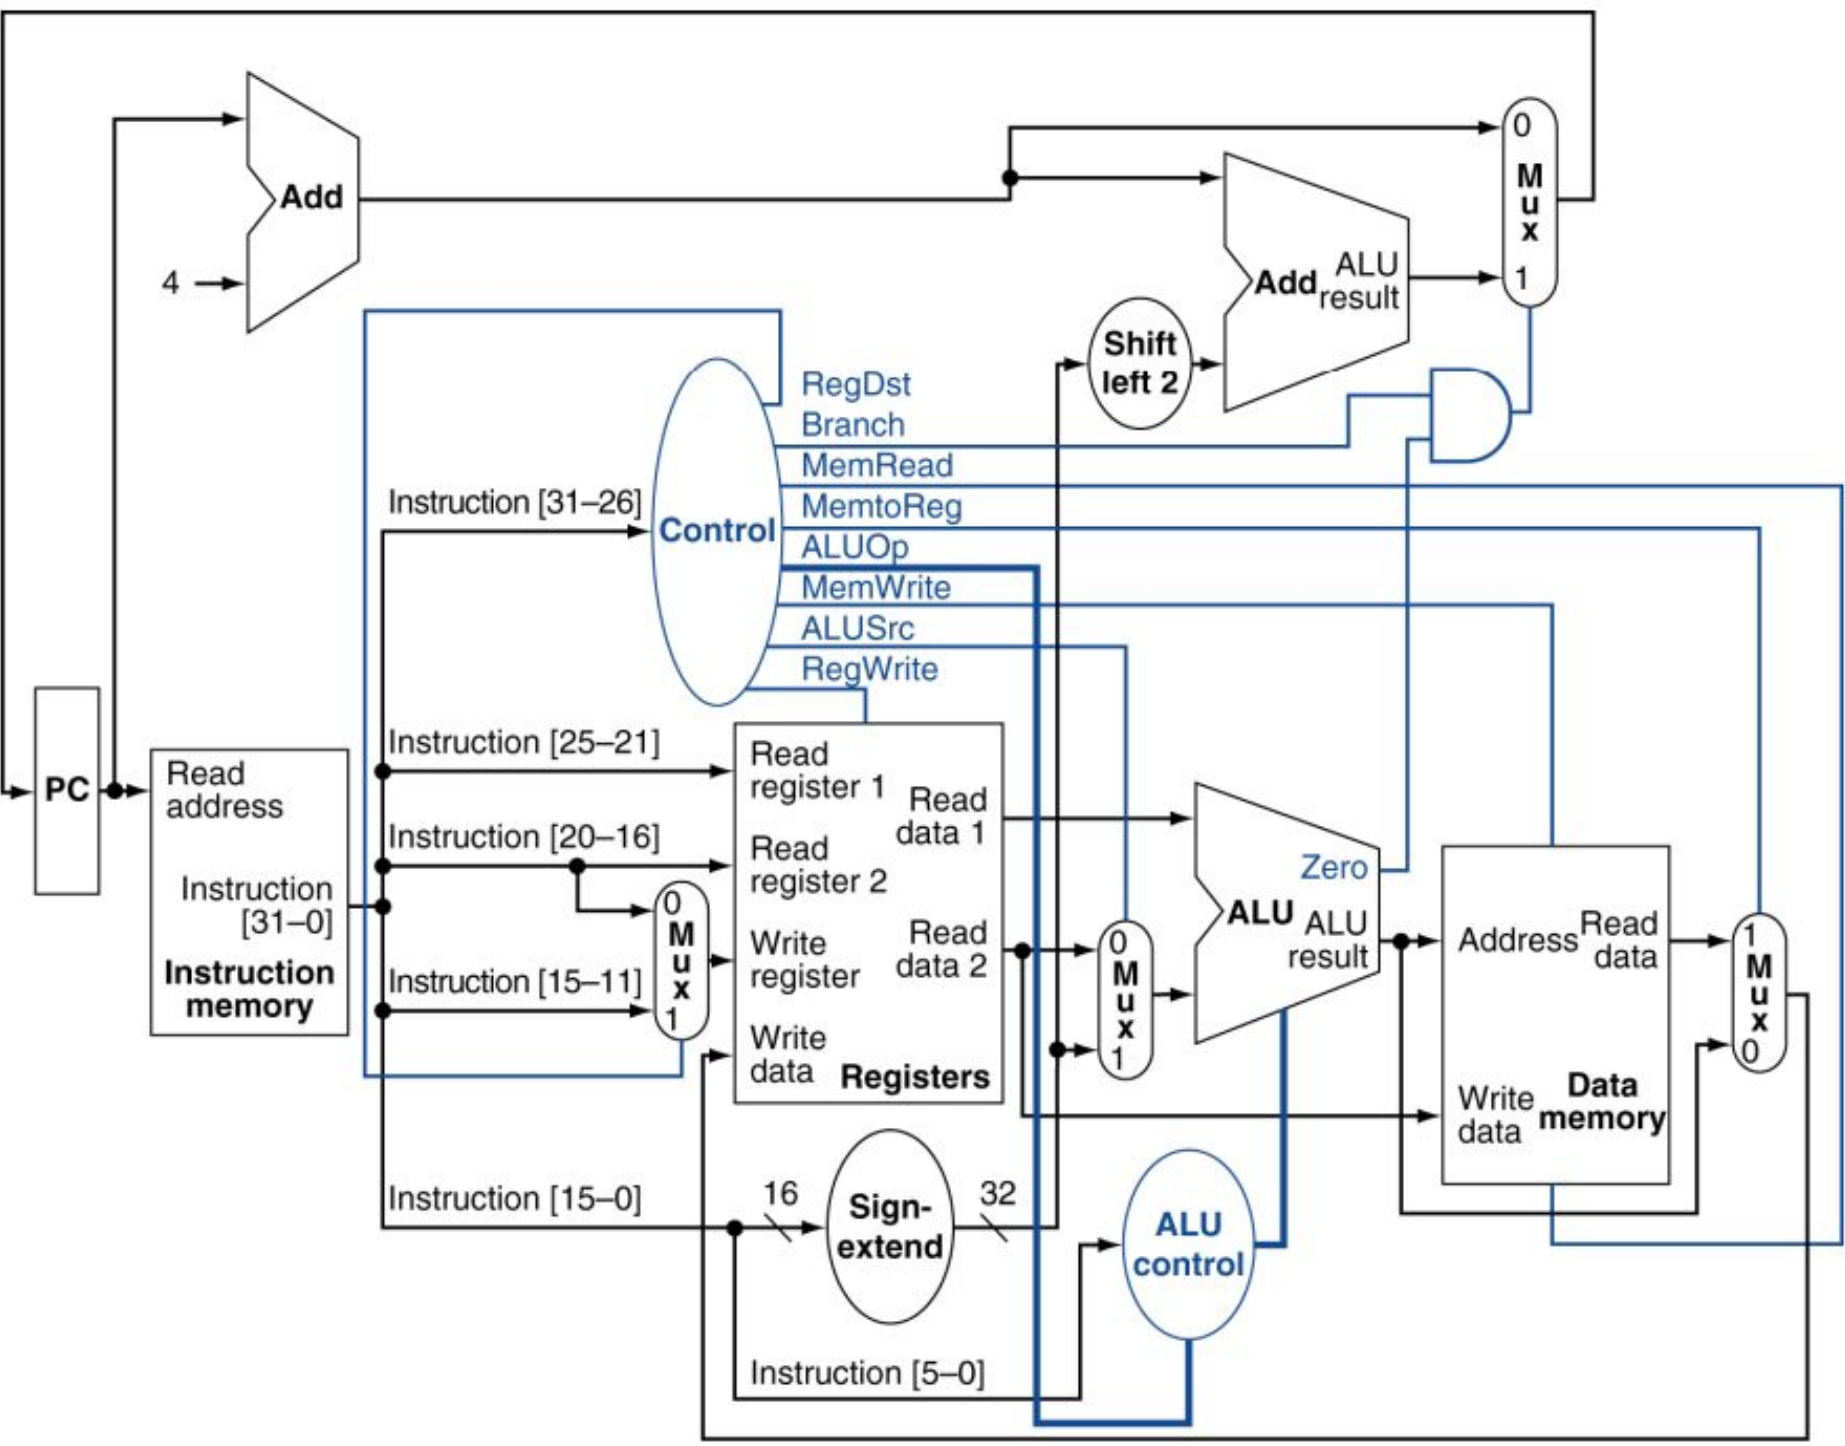 0
M
u
x
1
Add
4
Add
ALU
result
Shift
left 2
RegDst
Branch
MemRead
MemtoReg
ALUOp
MemWrite
ALUSrc
RegWrite
Control
Instruction [31–26]
Instruction [25–21]
Instruction [20–16]
Instruction [15–11]
Instruction [15–0]
Instruction [5–0]
PC
Read
address
Instruction
[31–0]
Instruction
memory
0
M
u
x
1
Read
register 1
Read
register 2
Write
register
Write
data
Read
data 1
Read
data 2
Registers
0
M
u
x
1
Zero
ALU
ALU
result
Address
Read
data
Write
data
Data
memory
1
M
u
x
0
16
Sign-
extend
32
ALU
control